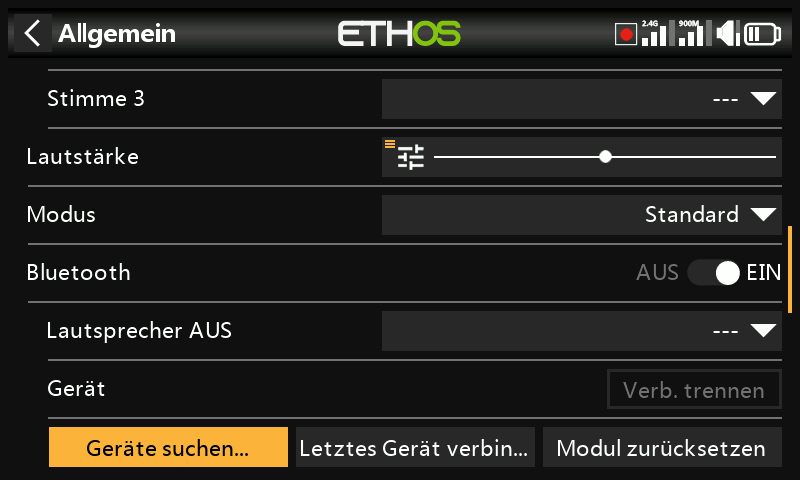 Allgemein
ETHOS
2.4G
900M
Stimme 3
---
Lautstärke
Modus
Standard
Bluetooth
AUS
EIN
Lautsprecher AUS
---
Gerät
Verb. trennen
Geräte suchen...
Letztes Gerät verbin...
Modul zurücksetzen